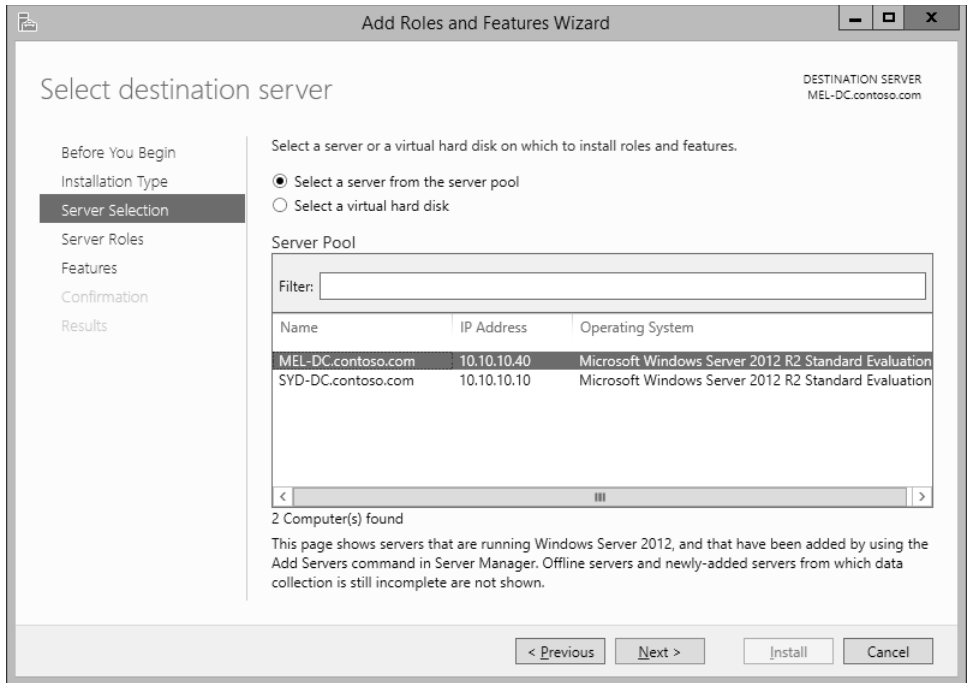 Add Roles and Features Wizard
Select destination server
DESTINATION SERVER
MEL-DC.contoso.com
Before You Begin
Installation Type
Server Selection
Server Roles
Features
Confirmation
Results
Select a server or a virtual hard disk on which to install roles and features.
Select a server from the server pool
Select a virtual hard disk
Server Pool
Filter:
Name IP Address Operating System
MEL-DC.contoso.com 10.10.10.40 Microsoft Windows Server 2012 R2 Standard Evaluation
SYD-DC.contoso.com 10.10.10.10 Microsoft Windows Server 2012 R2 Standard Evaluation
2 Computer(s) found
This page shows servers that are running Windows Server 2012, and that have been added by using the
Add Servers command in Server Manager. Offline servers and newly-added servers from which data
collection is still incomplete are not shown.
< Previous Next > Install Cancel